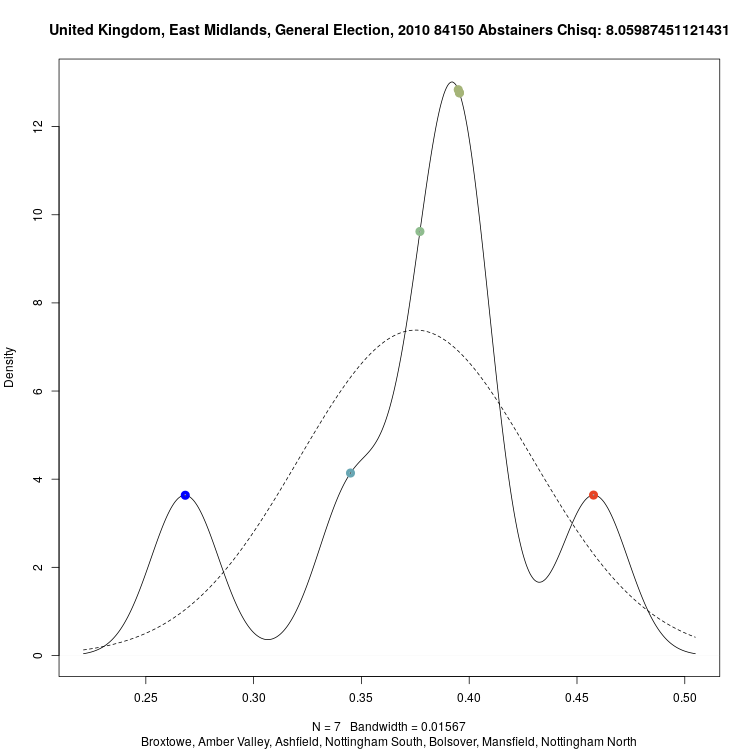 United Kingdom, East Midlands, General Election, 2010 84150 Abstainers Chisq: 8.05987451121431
Density
12
10
8
6
4
2
0
0.25 0.30 0.35 0.40 0.45 0.50
N = 7 Bandwidth = 0.01567
Broxtowe, Amber Valley, Ashfield, Nottingham South, Bolsover, Mansfield, Nottingham North